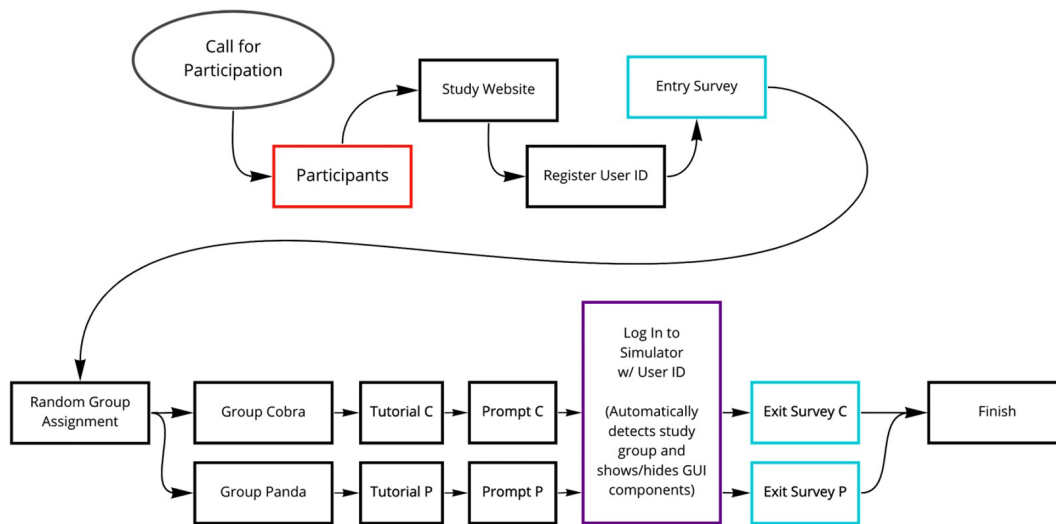 Call for
Participation
Study Website
Entry Survey
Participants
Register User ID
Random Group
Assignment
Group Cobra
Tutorial C
Prompt C
Log In to
Simulator
w/ User ID
(Automatically
detects study
group and
shows/hides GUI
components)
Exit Survey C
Finish
Group Panda
Tutorial P
Prompt P
Exit Survey P